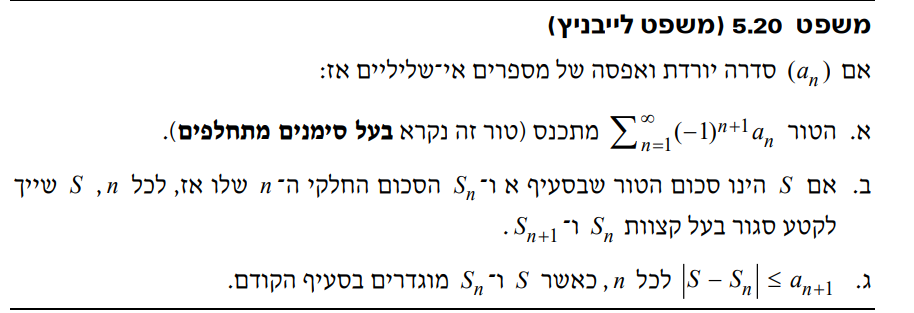 משפט 5.20 (משפט לייבניץ)
אם (a_n) סדרה יורדת ואפסה של מספרים אי־שליליים אז:
א. הטור ∑_{n=1}^{∞}(−1)^{n+1}a_n מתכנס (טור זה נקרא בעל סימנים מתחלפים).
ב. אם S הינו סכום הטור שבסעיף א ו־S_n הסכום החלקי ה־n שלו אז, לכל n, S שייך
לקטע סגור בעל קצוות S_n ו־S_{n+1}.
ג. |S − S_n| ≤ a_{n+1} לכל n, כאשר S ו־S_n מוגדרים בסעיף הקודם.